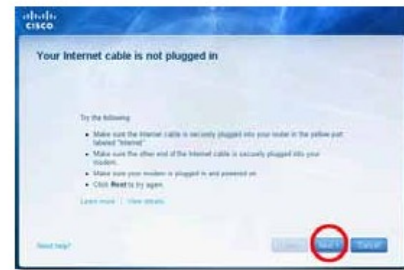 cisco
Your Internet cable is not plugged in
Try the following:
Make sure the Internet cable is securely plugged into your router in the yellow port
labeled "Internet"
Make sure the other end of the Internet cable is securely plugged into your
modem.
Make sure your modem is plugged in and powered on.
Click Next to try again.
Learn more | View details
Need help?
Next >
Cancel